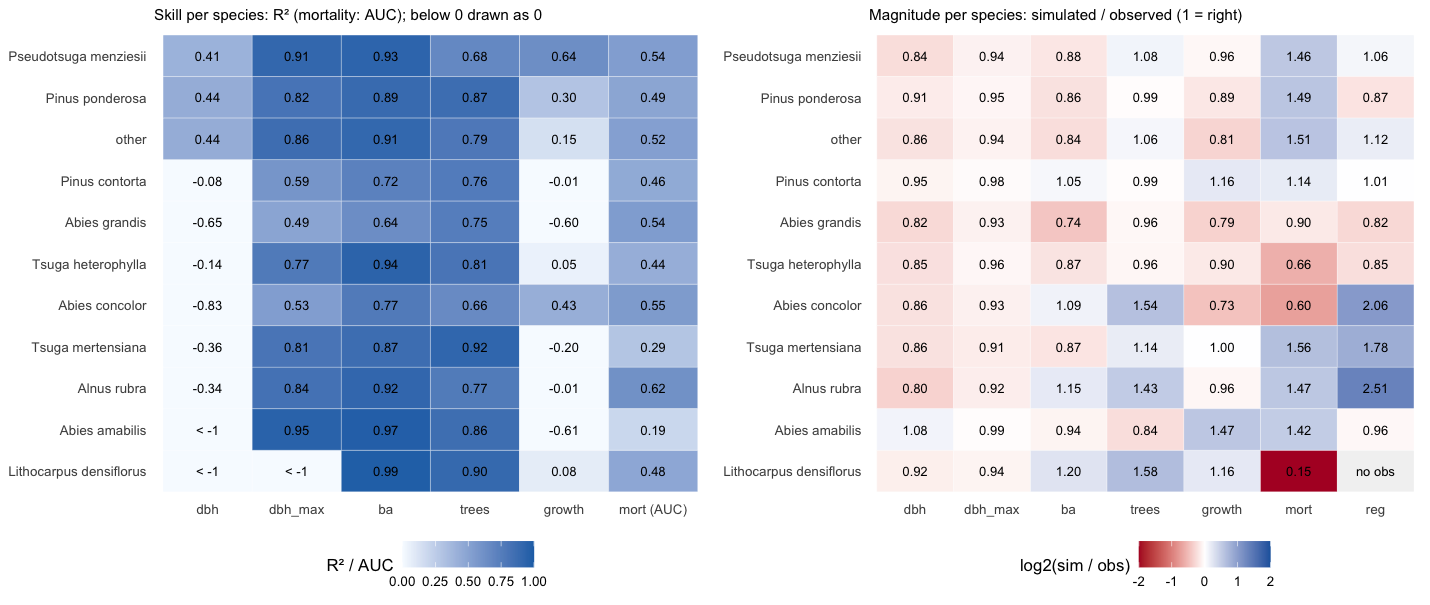 Skill per species: R² (mortality: AUC); below 0 drawn as 0
Pseudotsuga menziesii 0.41 0.91 0.93 0.68 0.64 0.54
Pinus ponderosa 0.44 0.82 0.89 0.87 0.30 0.49
other 0.44 0.86 0.91 0.79 0.15 0.52
Pinus contorta -0.08 0.59 0.72 0.76 -0.01 0.46
Abies grandis -0.65 0.49 0.64 0.75 -0.60 0.54
Tsuga heterophylla -0.14 0.77 0.94 0.81 0.05 0.44
Abies concolor -0.83 0.53 0.77 0.66 0.43 0.55
Tsuga mertensiana -0.36 0.81 0.87 0.92 -0.20 0.29
Alnus rubra -0.34 0.84 0.92 0.77 -0.01 0.62
Abies amabilis < -1 0.95 0.97 0.86 -0.61 0.19
Lithocarpus densiflorus < -1 < -1 0.99 0.90 0.08 0.48
dbh dbh_max ba trees growth mort (AUC)
R² / AUC
0.00 0.25 0.50 0.75 1.00
Magnitude per species: simulated / observed (1 = right)
Pseudotsuga menziesii 0.84 0.94 0.88 1.08 0.96 1.46 1.06
Pinus ponderosa 0.91 0.95 0.86 0.99 0.89 1.49 0.87
other 0.86 0.94 0.84 1.06 0.81 1.51 1.12
Pinus contorta 0.95 0.98 1.05 0.99 1.16 1.14 1.01
Abies grandis 0.82 0.93 0.74 0.96 0.79 0.90 0.82
Tsuga heterophylla 0.85 0.96 0.87 0.96 0.90 0.66 0.85
Abies concolor 0.86 0.93 1.09 1.54 0.73 0.60 2.06
Tsuga mertensiana 0.86 0.91 0.87 1.14 1.00 1.56 1.78
Alnus rubra 0.80 0.92 1.15 1.43 0.96 1.47 2.51
Abies amabilis 1.08 0.99 0.94 0.84 1.47 1.42 0.96
Lithocarpus densiflorus 0.92 0.94 1.20 1.58 1.16 0.15 no obs
dbh dbh_max ba trees growth mort reg
log2(sim / obs)
-2 -1 0 1 2